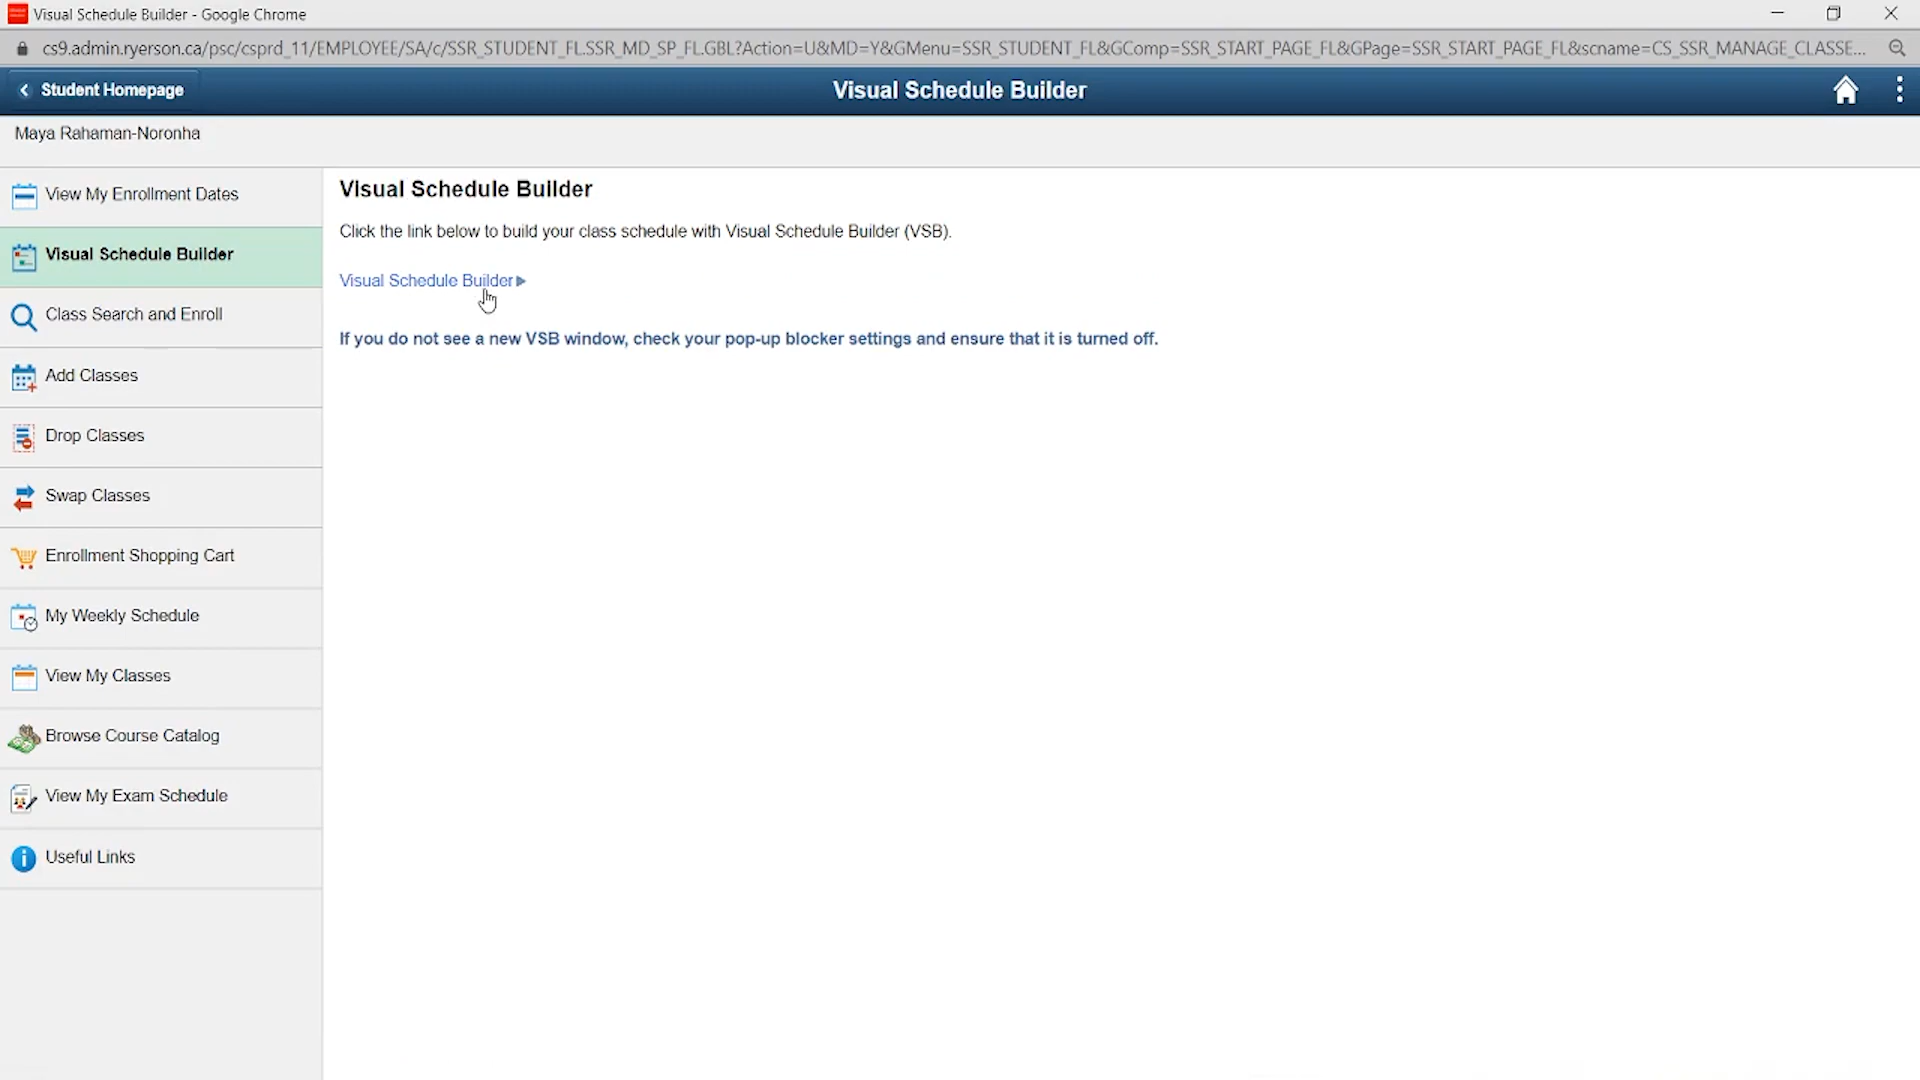 Visual Schedule Builder - Google Chrome
cs9.admin.ryerson.ca/psc/csprd_11/EMPLOYEE/SA/c/SSR_STUDENT_FL.SSR_MD_SP_FL.GBL?Action=U&MD=Y&GMenu=SSR_STUDENT_FL&GComp=SSR_START_PAGE_FL&GPage=SSR_START_PAGE_FL&scname=CS_SSR_MANAGE_CLASSE...
Student Homepage
Visual Schedule Builder
Maya Rahaman-Noronha
View My Enrollment Dates
Visual Schedule Builder
Class Search and Enroll
Add Classes
Drop Classes
Swap Classes
Enrollment Shopping Cart
My Weekly Schedule
View My Classes
Browse Course Catalog
View My Exam Schedule
Useful Links
Visual Schedule Builder
Click the link below to build your class schedule with Visual Schedule Builder (VSB).
Visual Schedule Builder
If you do not see a new VSB window, check your pop-up blocker settings and ensure that it is turned off.